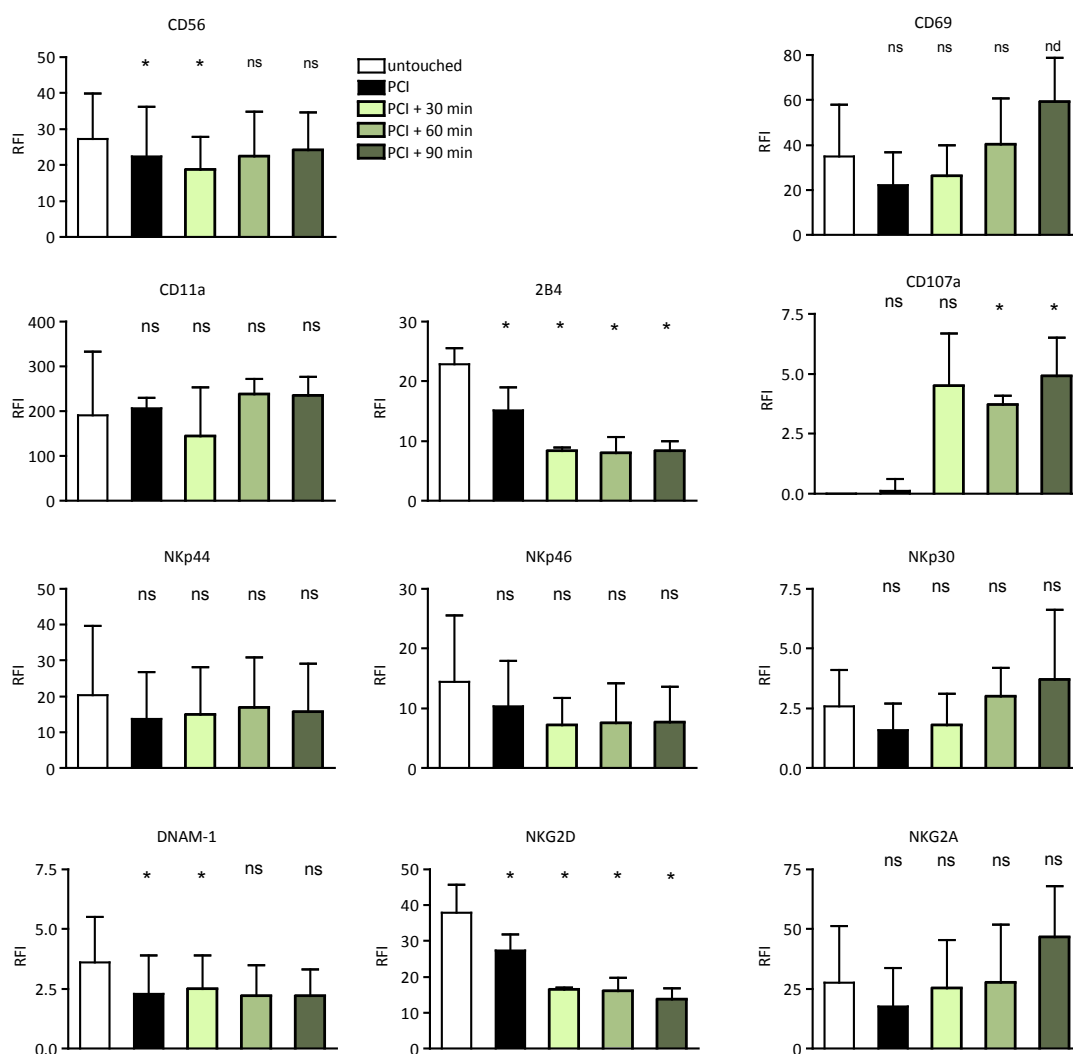 CD56
50
40
30
20
10
0
RFI
* * ns ns
untouched
PCI
PCI + 30 min
PCI + 60 min
PCI + 90 min
CD69
80
60
40
20
0
RFI
ns ns ns nd
CD11a
400
300
200
100
0
RFI
ns ns ns ns
2B4
30
20
10
0
RFI
* * * *
CD107a
7.5
5.0
2.5
0.0
RFI
ns ns * *
NKp44
50
40
30
20
10
0
RFI
ns ns ns ns
NKp46
30
20
10
0
RFI
ns ns ns ns
NKp30
7.5
5.0
2.5
0.0
RFI
ns ns ns ns
DNAM-1
7.5
5.0
2.5
0.0
RFI
* * ns ns
NKG2D
50
40
30
20
10
0
RFI
* * * *
NKG2A
75
50
25
0
RFI
ns ns ns ns